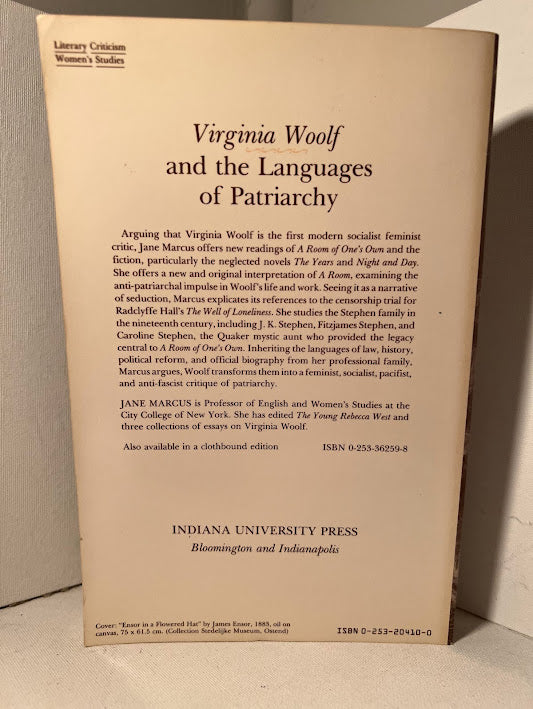 Literary Criticism
Women's Studies
Virginia Woolf
and the Languages
of Patriarchy
Arguing that Virginia Woolf is the first modern socialist feminist
critic, Jane Marcus offers new readings of A Room of One's Own and the
fiction, particularly the neglected novels The Years and Night and Day.
She offers a new and original interpretation of A Room, examining the
anti-patriarchal impulse in Woolf's life and work. Seeing it as a narrative
of seduction, Marcus explicates its references to the censorship trial for
Radclyffe Hall's The Well of Loneliness. She studies the Stephen family in
the nineteenth century, including J. K. Stephen, Fitzjames Stephen, and
Caroline Stephen, the Quaker mystic aunt who provided the legacy
central to A Room of One's Own. Inheriting the languages of law, history,
political reform, and official biography from her professional family,
Marcus argues, Woolf transforms them into a feminist, socialist, pacifist,
and anti-fascist critique of patriarchy.
JANE MARCUS is Professor of English and Women's Studies at the
City College of New York. She has edited The Young Rebecca West and
three collections of essays on Virginia Woolf.
Also available in a clothbound edition ISBN 0-253-36259-8
INDIANA UNIVERSITY PRESS
Bloomington and Indianapolis
Cover: "Ensor in a Flowered Hat" by James Ensor, 1883, oil on
canvas, 75 x 61.5 cm. (Collection Stedelijke Museum, Ostend)
ISBN 0-253-20410-0